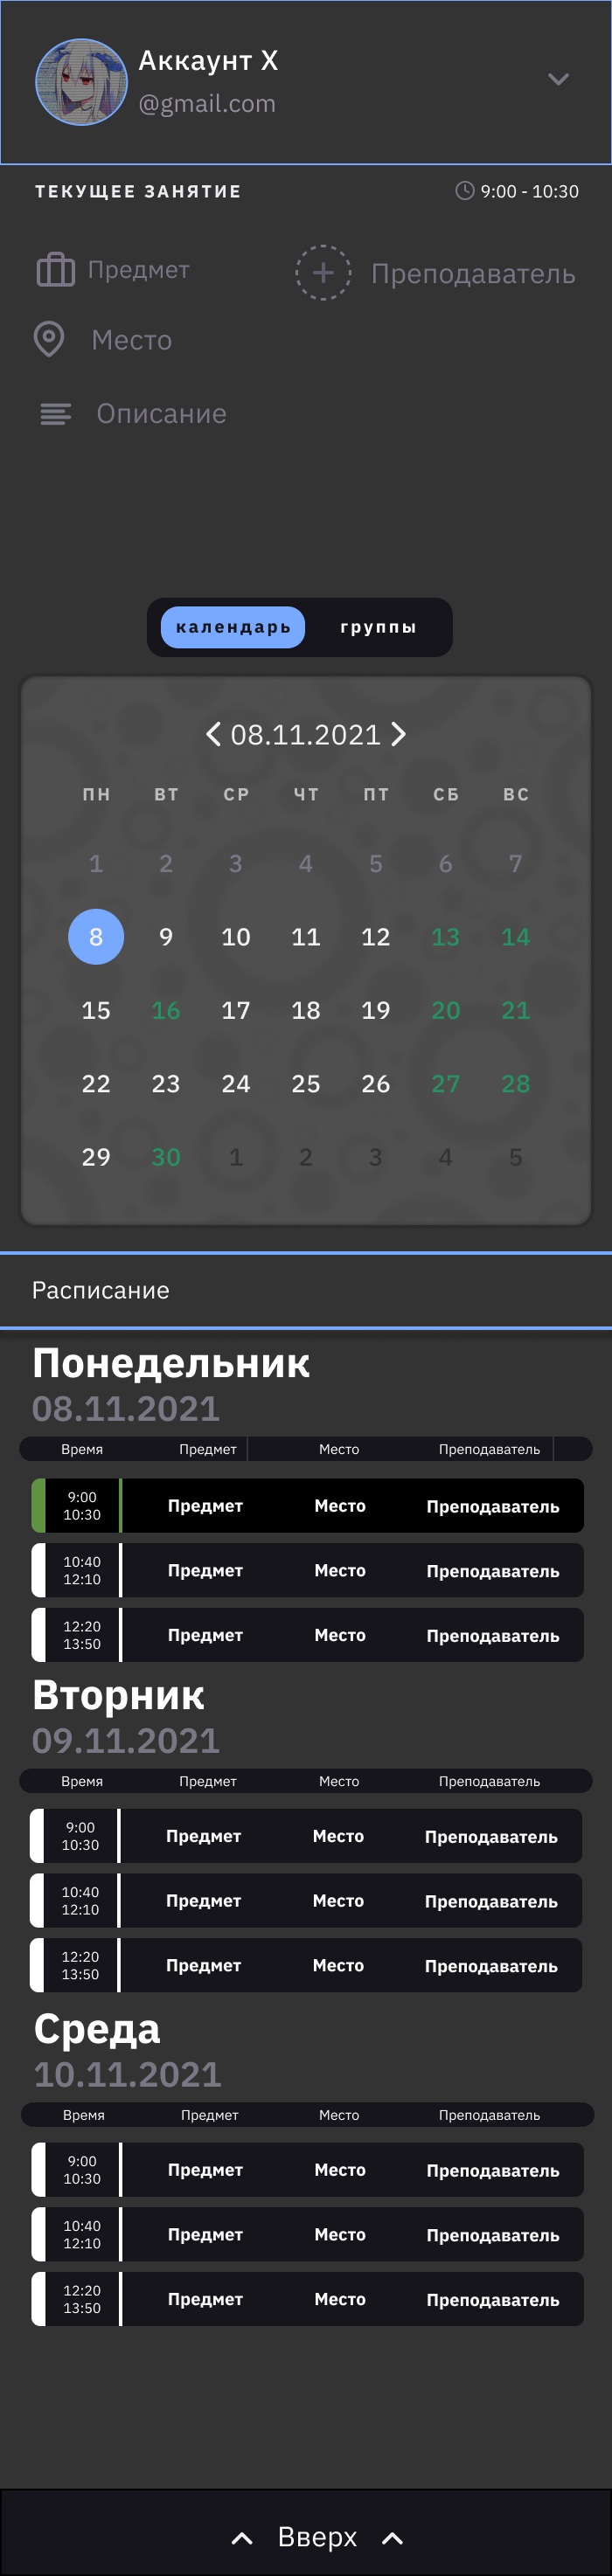 Аккаунт X
@gmail.com
ТЕКУЩЕЕ ЗАНЯТИЕ 9:00 - 10:30
Предмет Преподаватель
Место
Описание
календарь группы
08.11.2021
ПН ВТ СР ЧТ ПТ СБ ВС
1 2 3 4 5 6 7
8 9 10 11 12 13 14
15 16 17 18 19 20 21
22 23 24 25 26 27 28
29 30 1 2 3 4 5
Расписание
Понедельник
08.11.2021
Время Предмет Место Преподаватель
9:00
10:30 Предмет Место Преподаватель
10:40
12:10 Предмет Место Преподаватель
12:20
13:50 Предмет Место Преподаватель
Вторник
09.11.2021
Время Предмет Место Преподаватель
9:00
10:30 Предмет Место Преподаватель
10:40
12:10 Предмет Место Преподаватель
12:20
13:50 Предмет Место Преподаватель
Среда
10.11.2021
Время Предмет Место Преподаватель
9:00
10:30 Предмет Место Преподаватель
10:40
12:10 Предмет Место Преподаватель
12:20
13:50 Предмет Место Преподаватель
Вверх